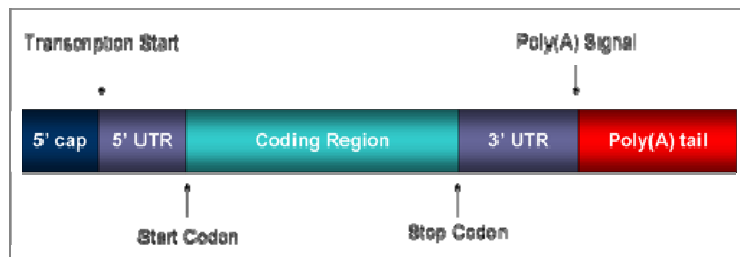 Transcription Start
Poly(A) Signal
5' cap
5' UTR
Coding Region
3' UTR
Poly(A) tail
Start Codon
Stop Codon